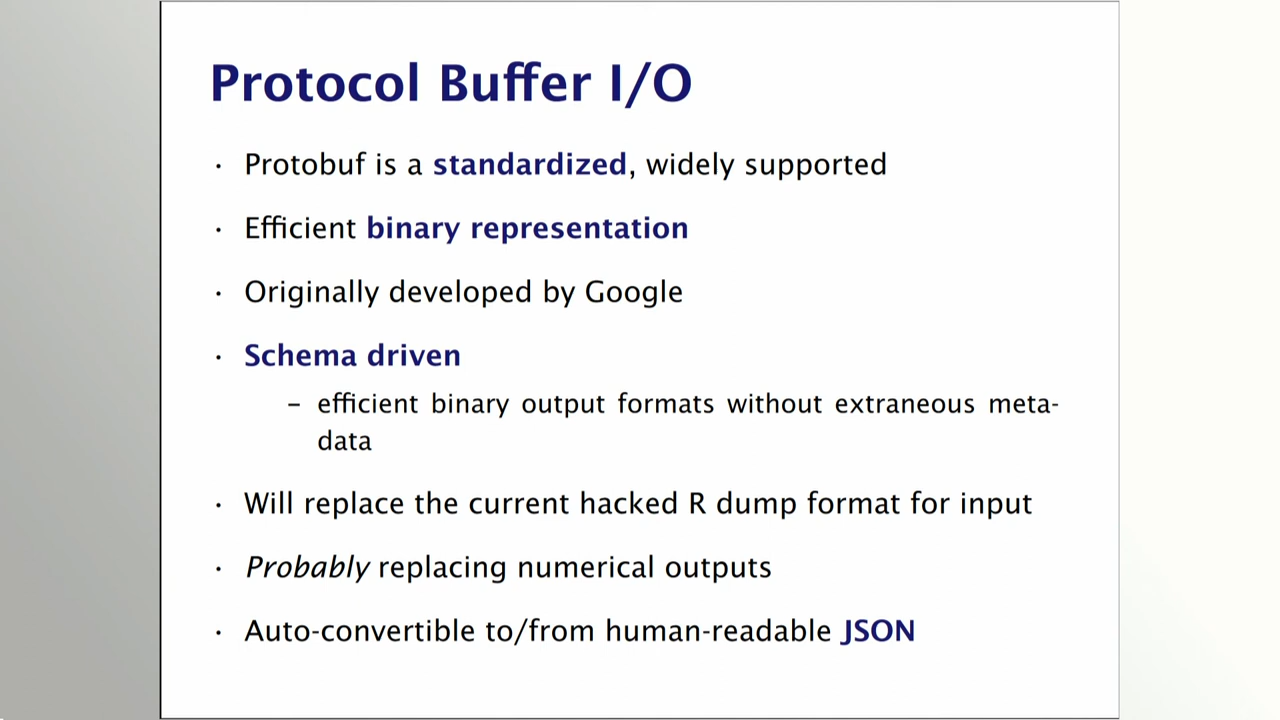 Protocol Buffer I/O
· Protobuf is a standardized, widely supported
· Efficient binary representation
· Originally developed by Google
· Schema driven
– efficient binary output formats without extraneous meta-
data
· Will replace the current hacked R dump format for input
· Probably replacing numerical outputs
· Auto-convertible to/from human-readable JSON